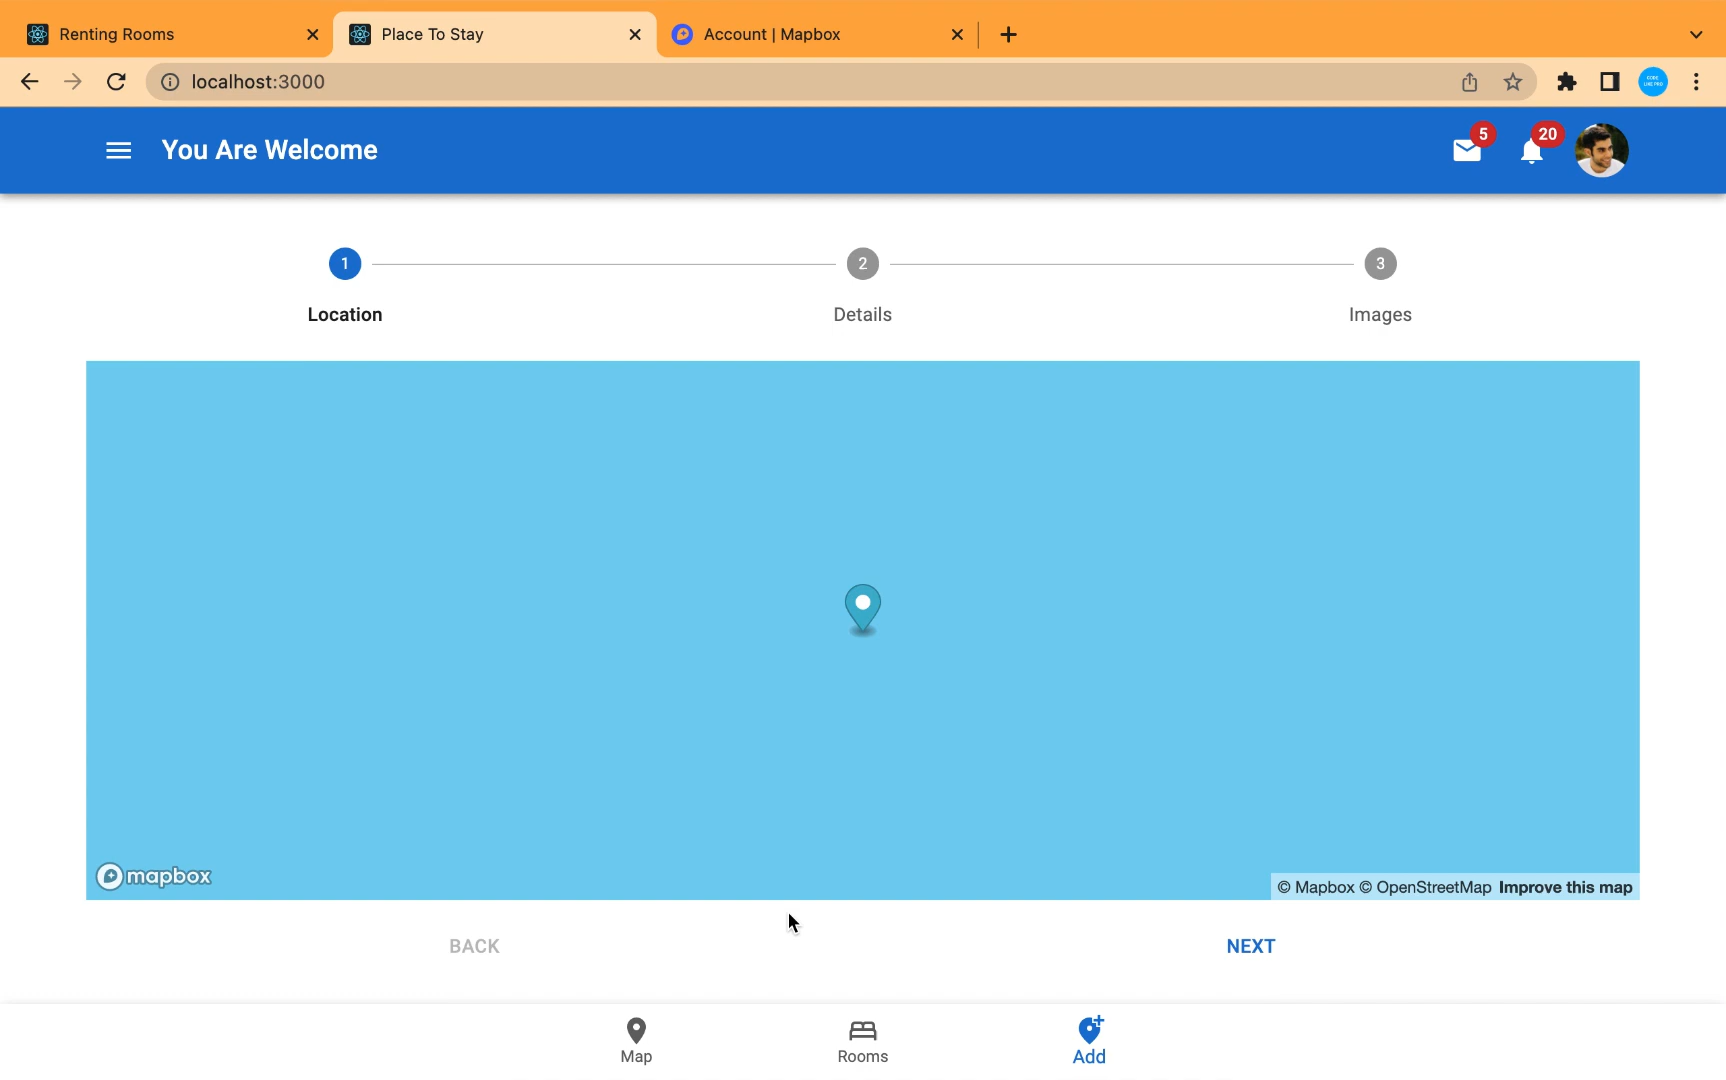 Renting Rooms
Place To Stay
Account | Mapbox
localhost:3000
You Are Welcome
5
20
1
2
3
Location
Details
Images
mapbox
© Mapbox © OpenStreetMap Improve this map
BACK
NEXT
Map
Rooms
Add